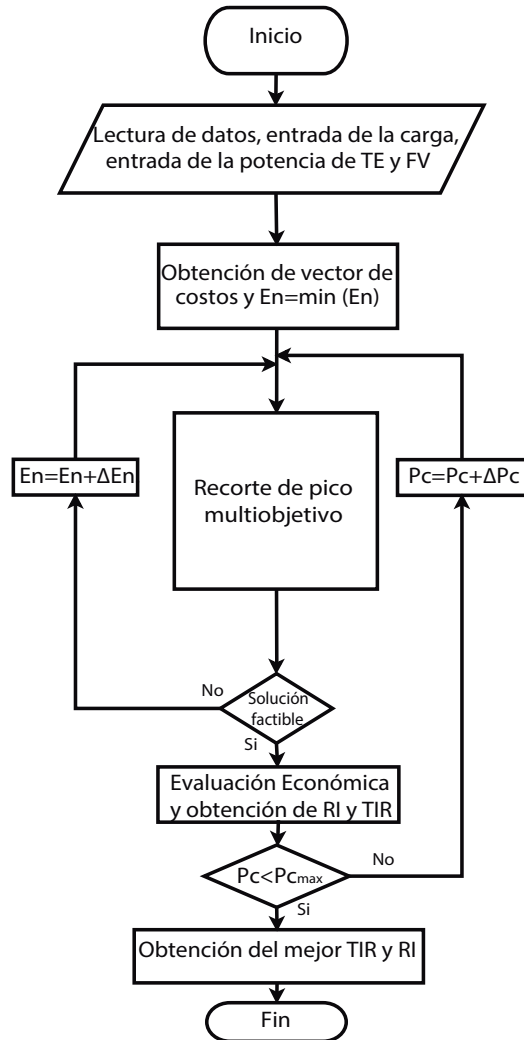 Inicio
Lectura de datos, entrada de la carga,
entrada de la potencia de TE y FV
Obtención de vector de
costos y En=min (En)
En=En+ΔEn
Pc=Pc+ΔPc
Recorte de pico
multiobjetivo
No
Solución
factible
Si
Evaluación Económica
y obtención de RI y TIR
No
Pc<Pcmax
Si
Obtención del mejor TIR y RI
Fin